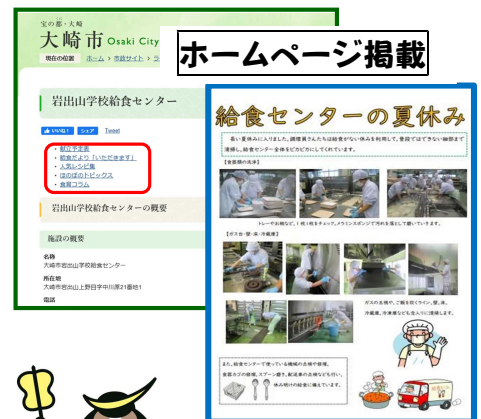 宝の都・大崎
大崎市 Osaki City
現在の位置 ホーム > 市政サイト >
ホームページ掲載
岩出山学校給食センター
いいね! シェア Tweet
・献立予定表
・給食だより「いただきます」
・人気レシピ集
・ほのぼのトピックス
・食育コラム
岩出山学校給食センターの概要
施設の概要
名称
大崎市岩出山学校給食センター
所在地
大崎市岩出山上野目字中川原21番地1
電話
給食センターの夏休み
長い夏休みに入りました。調理員さんたちは給食がない休みを利用して、普段ではできない細部まで
清掃し、給食センター全体をピカピカにしてくれています。
【食器類の洗浄】
トレーやお椀など、1枚1枚をチェック。メラミンスポンジで汚れを落として磨いていきます。
【ガス台・壁・床・冷蔵庫】
ガスの五徳や、ご飯を炊くライン、壁、床、
冷蔵庫、冷凍庫なども念入りに清掃します。
また、給食センターで使っている機械の点検や修理、
食器カゴの修理、スプーン磨き、配送車の点検なども行い、
休み明けの給食に備えています。